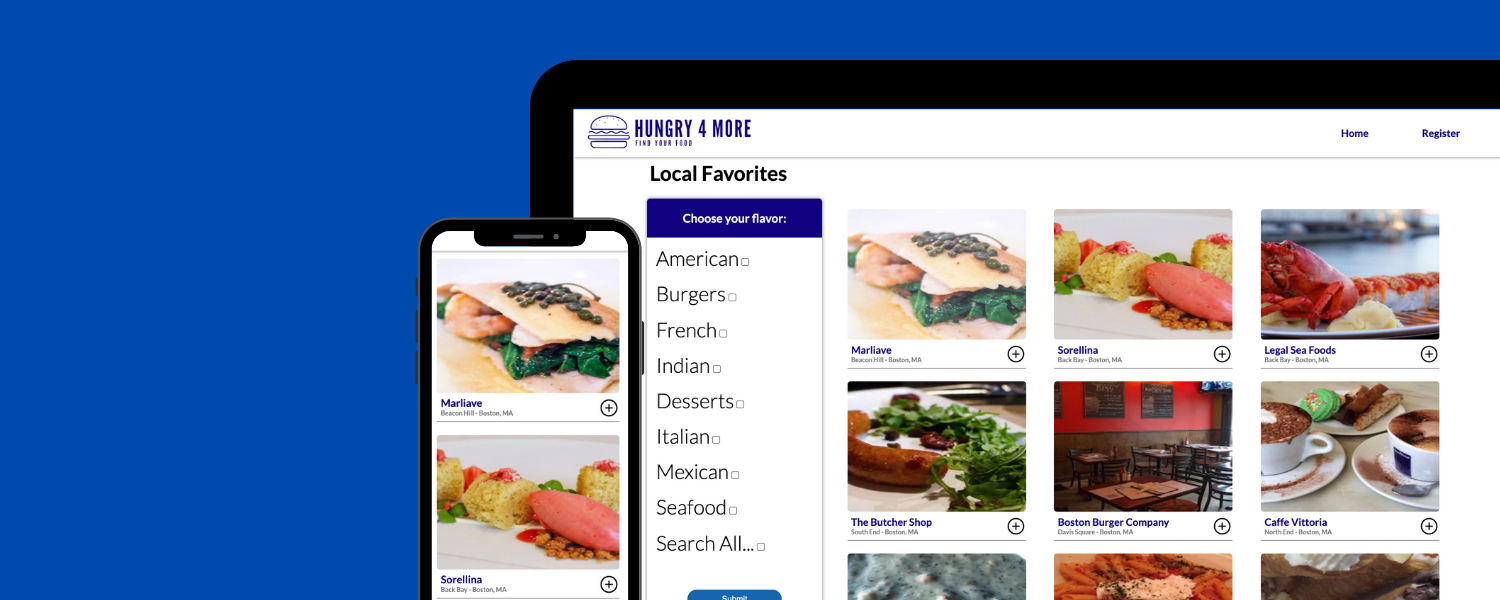 HUNGRY 4 MORE
FIND YOUR FOOD
Home
Register
Local Favorites
Choose your flavor:
American
Burgers
French
Indian
Desserts
Italian
Mexican
Seafood
Search All...
Submit
Marliave
Beacon Hill - Boston, MA
Sorellina
Back Bay - Boston, MA
Legal Sea Foods
Back Bay - Boston, MA
The Butcher Shop
South End - Boston, MA
Boston Burger Company
Davis Square - Boston, MA
Caffe Vittoria
North End - Boston, MA
Marliave
Beacon Hill - Boston, MA
Sorellina
Back Bay - Boston, MA